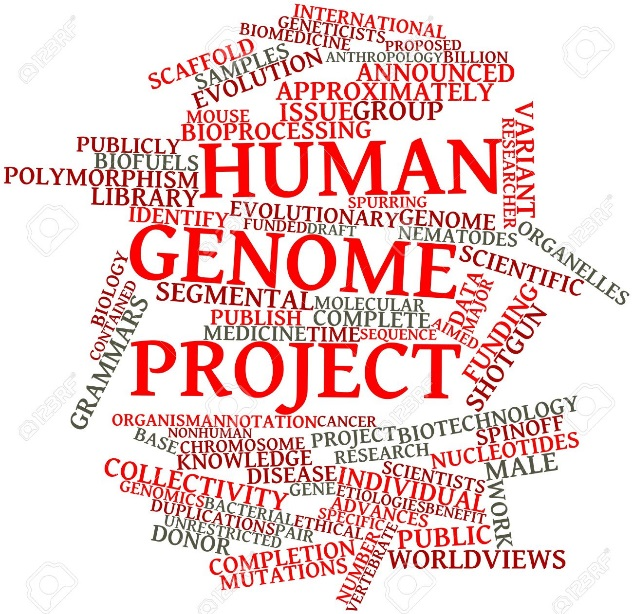 INTERNATIONAL
GENETICISTS
BIOMEDICINE PROPOSED
SCAFFOLD SAMPLES ANTHROPOLOGY BILLION
EVOLUTION ANNOUNCED
APPROXIMATELY
MOUSE ISSUE GROUP
BIOPROCESSING
VARIANT
RESEARCHER
PUBLICLY
BIOFUELS HUMAN
POLYMORPHISM
LIBRARY SPURRING
IDENTIFY EVOLUTIONARY GENOME
FUNDED DRAFT NEMATODES ORGANELLES
GENOME SCIENTIFIC
BIOLOGY
CONTAINED
GRAMMARS
SEGMENTAL MOLECULAR DATA MAJOR
PUBLISH COMPLETE AIMED FUNDING
MEDICINE TIME SEQUENCE SHOTGUN
PROJECT
ORGANISM ANNOTATION CANCER
BASE NONHUMAN PROJECT BIOTECHNOLOGY
CHROMOSOME RESEARCH SPINOFF
KNOWLEDGE NUCLEOTIDES
COLLECTIVITY DISEASE SCIENTISTS MALE
GENOMICS GENE INDIVIDUAL
ETIOLOGIES BENEFIT WORK
BACTERIAL ADVANCES
DUPLICATIONS PAIR ETHICAL SPECIFIC
UNRESTRICTED
DONOR PUBLIC
COMPLETION NUMBER WORLDVIEWS
MUTATIONS VERTEBRATE
123RF